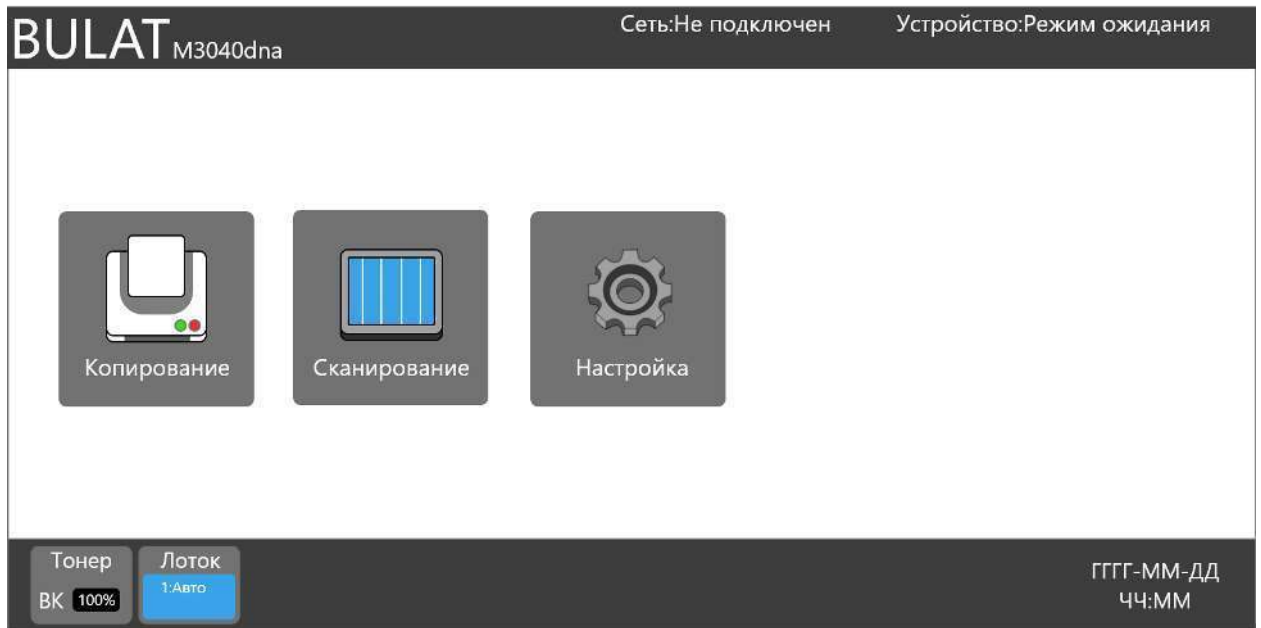 BULAT M3040dna
Сеть:Не подключен
Устройство:Режим ожидания
Копирование
Сканирование
Настройка
Тонер
BK 100%
Лоток
1:Авто
ГГГГ-ММ-ДД
ЧЧ:ММ